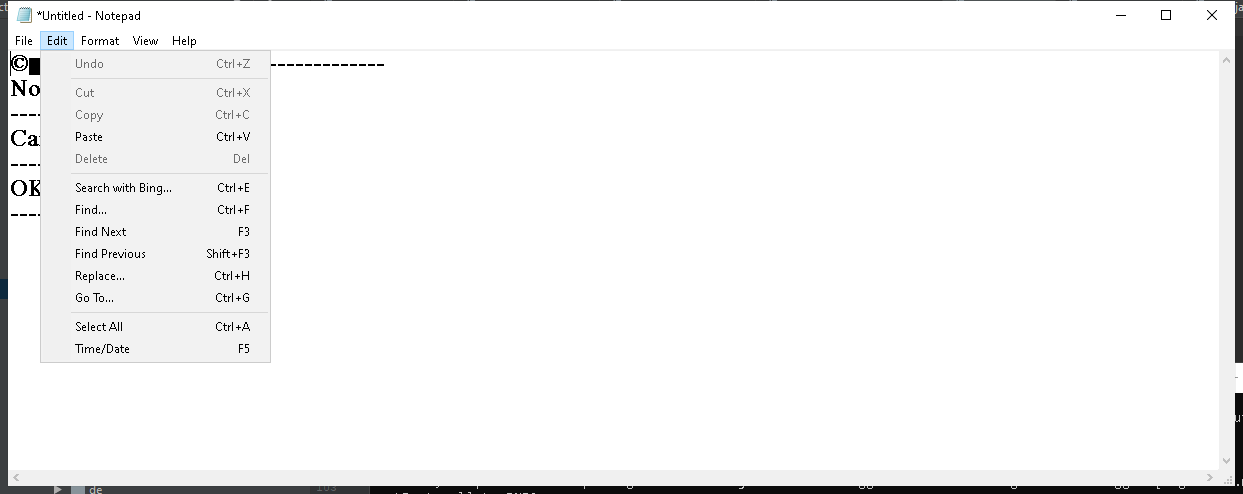 *Untitled - Notepad
File Edit Format View Help
©
-------------
Undo Ctrl+Z
No
Cut Ctrl+X
Copy Ctrl+C
----
Paste Ctrl+V
Delete Del
----
Search with Bing... Ctrl+E
OK
Find... Ctrl+F
----
Find Next F3
Find Previous Shift+F3
Replace... Ctrl+H
Go To... Ctrl+G
Select All Ctrl+A
Time/Date F5
de